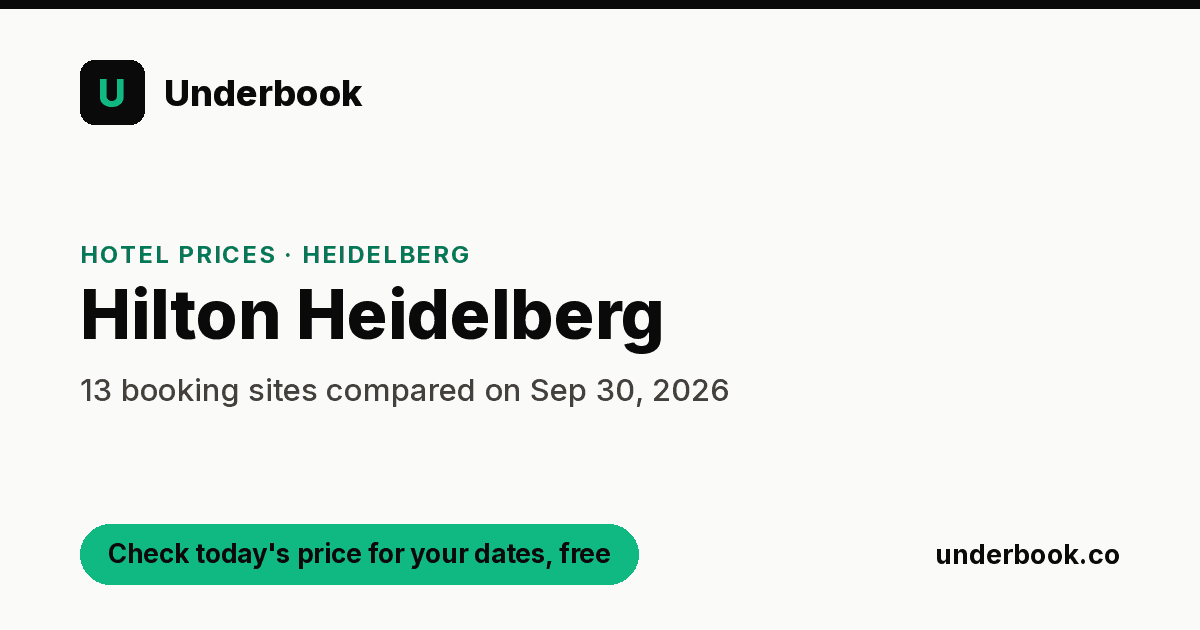 U Underbook
HOTEL PRICES · HEIDELBERG
Hilton Heidelberg
13 booking sites compared on Sep 30, 2026
Check today's price for your dates, free
underbook.co